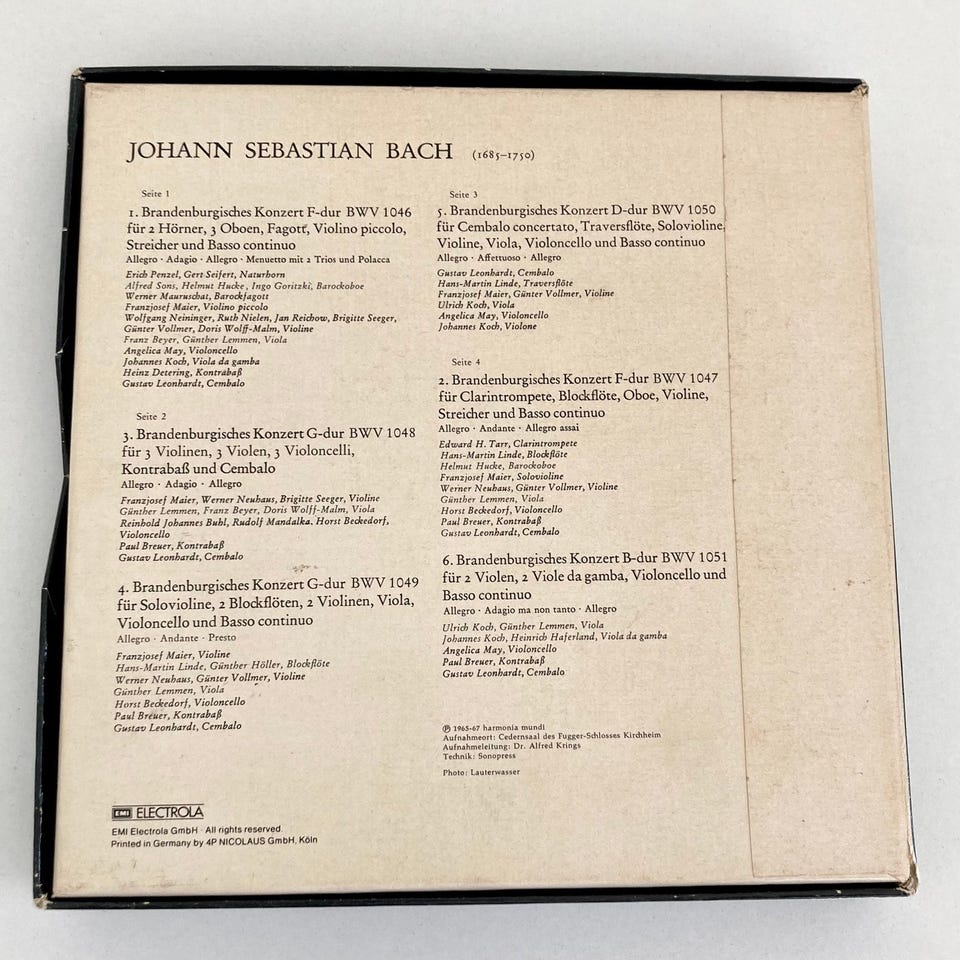 JOHANN SEBASTIAN BACH (1685–1750)
Seite 1
1. Brandenburgisches Konzert F-dur BWV 1046
für 2 Hörner, 3 Oboen, Fagott, Violino piccolo,
Streicher und Basso continuo
Allegro · Adagio · Allegro · Menuetto mit 2 Trios und Polacca
Erich Penzel, Gert Seifert, Naturhorn
Alfred Sons, Helmut Hucke, Ingo Goritzki, Barockoboe
Werner Mauruschat, Barockfagott
Franzjosef Maier, Violino piccolo
Wolfgang Neininger, Ruth Nielen, Jan Reichow, Brigitte Seeger,
Günter Vollmer, Doris Wolff-Malm, Violine
Franz Beyer, Günther Lemmen, Viola
Angelica May, Violoncello
Johannes Koch, Viola da gamba
Heinz Detering, Kontrabaß
Gustav Leonhardt, Cembalo
Seite 2
3. Brandenburgisches Konzert G-dur BWV 1048
für 3 Violinen, 3 Violen, 3 Violoncelli,
Kontrabaß und Cembalo
Allegro · Adagio · Allegro
Franzjosef Maier, Werner Neuhaus, Brigitte Seeger, Violine
Günther Lemmen, Franz Beyer, Doris Wolff-Malm, Viola
Reinhold Johannes Buhl, Rudolf Mandalka, Horst Beckedorf,
Violoncello
Paul Breuer, Kontrabaß
Gustav Leonhardt, Cembalo
4. Brandenburgisches Konzert G-dur BWV 1049
für Solovioline, 2 Blockflöten, 2 Violinen, Viola,
Violoncello und Basso continuo
Allegro · Andante · Presto
Franzjosef Maier, Violine
Hans-Martin Linde, Günther Höller, Blockflöte
Werner Neuhaus, Günter Vollmer, Violine
Günther Lemmen, Viola
Horst Beckedorf, Violoncello
Paul Breuer, Kontrabaß
Gustav Leonhardt, Cembalo
EMI ELECTROLA
EMI Electrola GmbH · All rights reserved.
Printed in Germany by 4P NICOLAUS GmbH, Köln
Seite 3
5. Brandenburgisches Konzert D-dur BWV 1050
für Cembalo concertato, Traversflöte, Solovioline,
Violine, Viola, Violoncello und Basso continuo
Allegro · Affettuoso · Allegro
Gustav Leonhardt, Cembalo
Hans-Martin Linde, Traversflöte
Franzjosef Maier, Günter Vollmer, Violine
Ulrich Koch, Viola
Angelica May, Violoncello
Johannes Koch, Violone
Seite 4
2. Brandenburgisches Konzert F-dur BWV 1047
für Clarintrompete, Blockflöte, Oboe, Violine,
Streicher und Basso continuo
Allegro · Andante · Allegro assai
Edward H. Tarr, Clarintrompete
Hans-Martin Linde, Blockflöte
Helmut Hucke, Barockoboe
Franzjosef Maier, Solovioline
Werner Neuhaus, Günter Vollmer, Violine
Günther Lemmen, Viola
Horst Beckedorf, Violoncello
Paul Breuer, Kontrabaß
Gustav Leonhardt, Cembalo
6. Brandenburgisches Konzert B-dur BWV 1051
für 2 Violen, 2 Viole da gamba, Violoncello und
Basso continuo
Allegro · Adagio ma non tanto · Allegro
Ulrich Koch, Günther Lemmen, Viola
Johannes Koch, Heinrich Haferland, Viola da gamba
Angelica May, Violoncello
Paul Breuer, Kontrabaß
Gustav Leonhardt, Cembalo
℗ 1965-67 harmonia mundi
Aufnahmeort: Cedernsaal des Fugger-Schlosses Kirchheim
Aufnahmeleitung: Dr. Alfred Krings
Technik: Sonopress
Photo: Lauterwasser